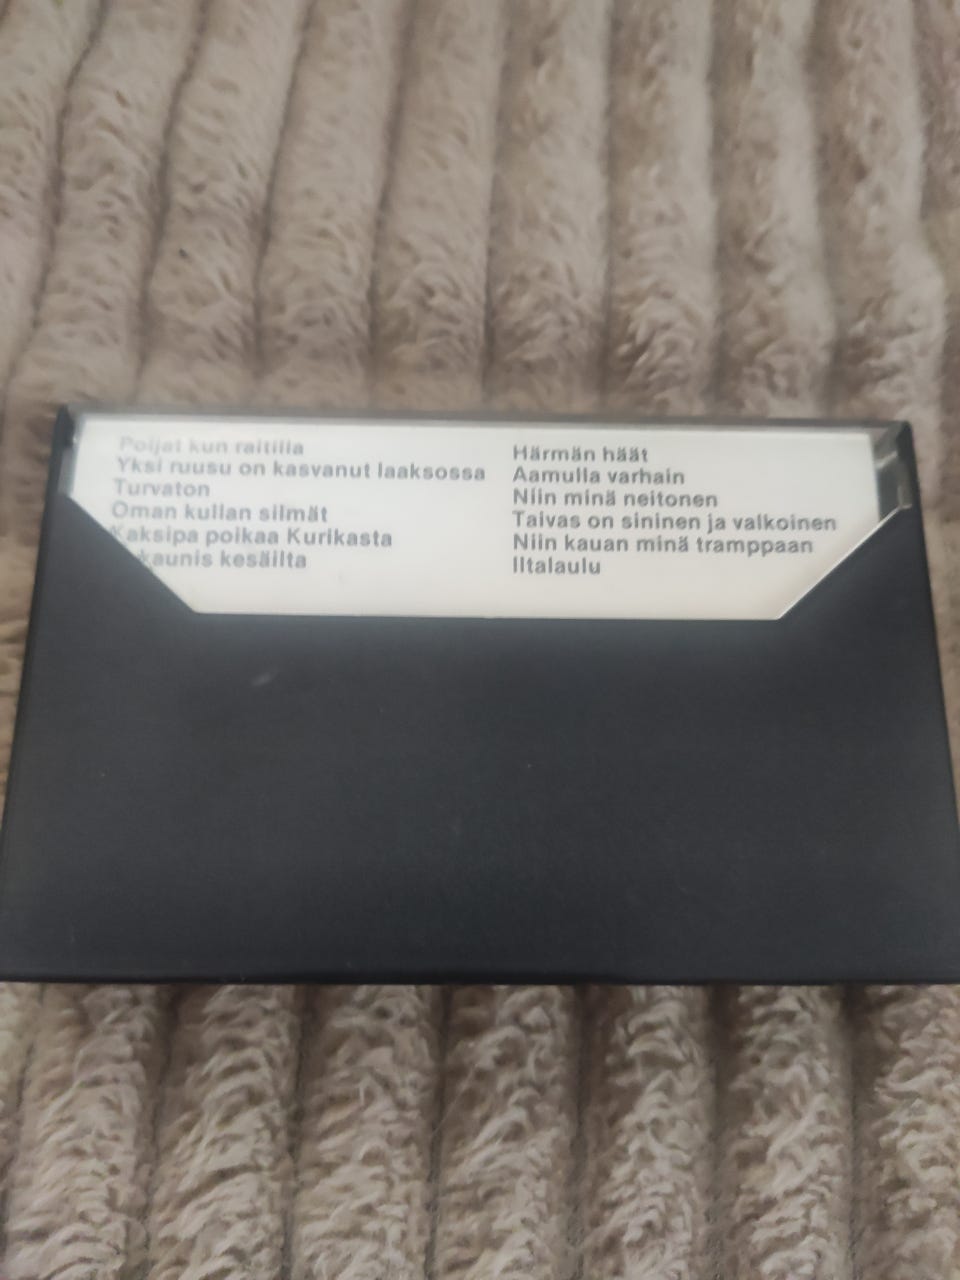 Poijat kun raitilla
Yksi ruusu on kasvanut laaksossa
Turvaton
Oman kullan silmät
Kaksipa poikaa Kurikasta
kaunis kesäilta
Härmän häät
Aamulla varhain
Niin minä neitonen
Taivas on sininen ja valkoinen
Niin kauan minä tramppaan
Iltalaulu